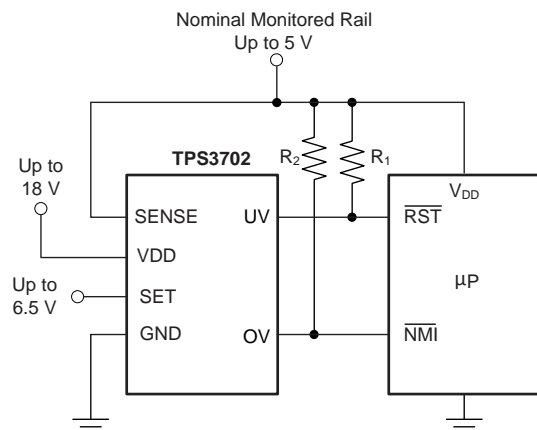 Nominal Monitored Rail
Up to 5 V
TPS3702
R2
R1
Up to
18 V
VDD
SENSE
UV
RST
VDD
Up to
6.5 V
SET
µP
GND
OV
NMI